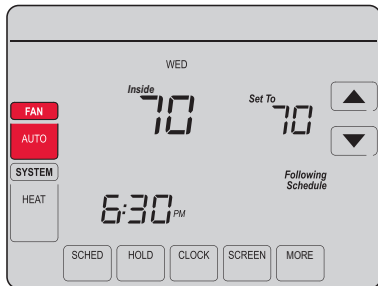 WED
Inside
70
Set To
70
FAN
AUTO
SYSTEM
HEAT
Following
Schedule
6:30 PM
SCHED HOLD CLOCK SCREEN MORE